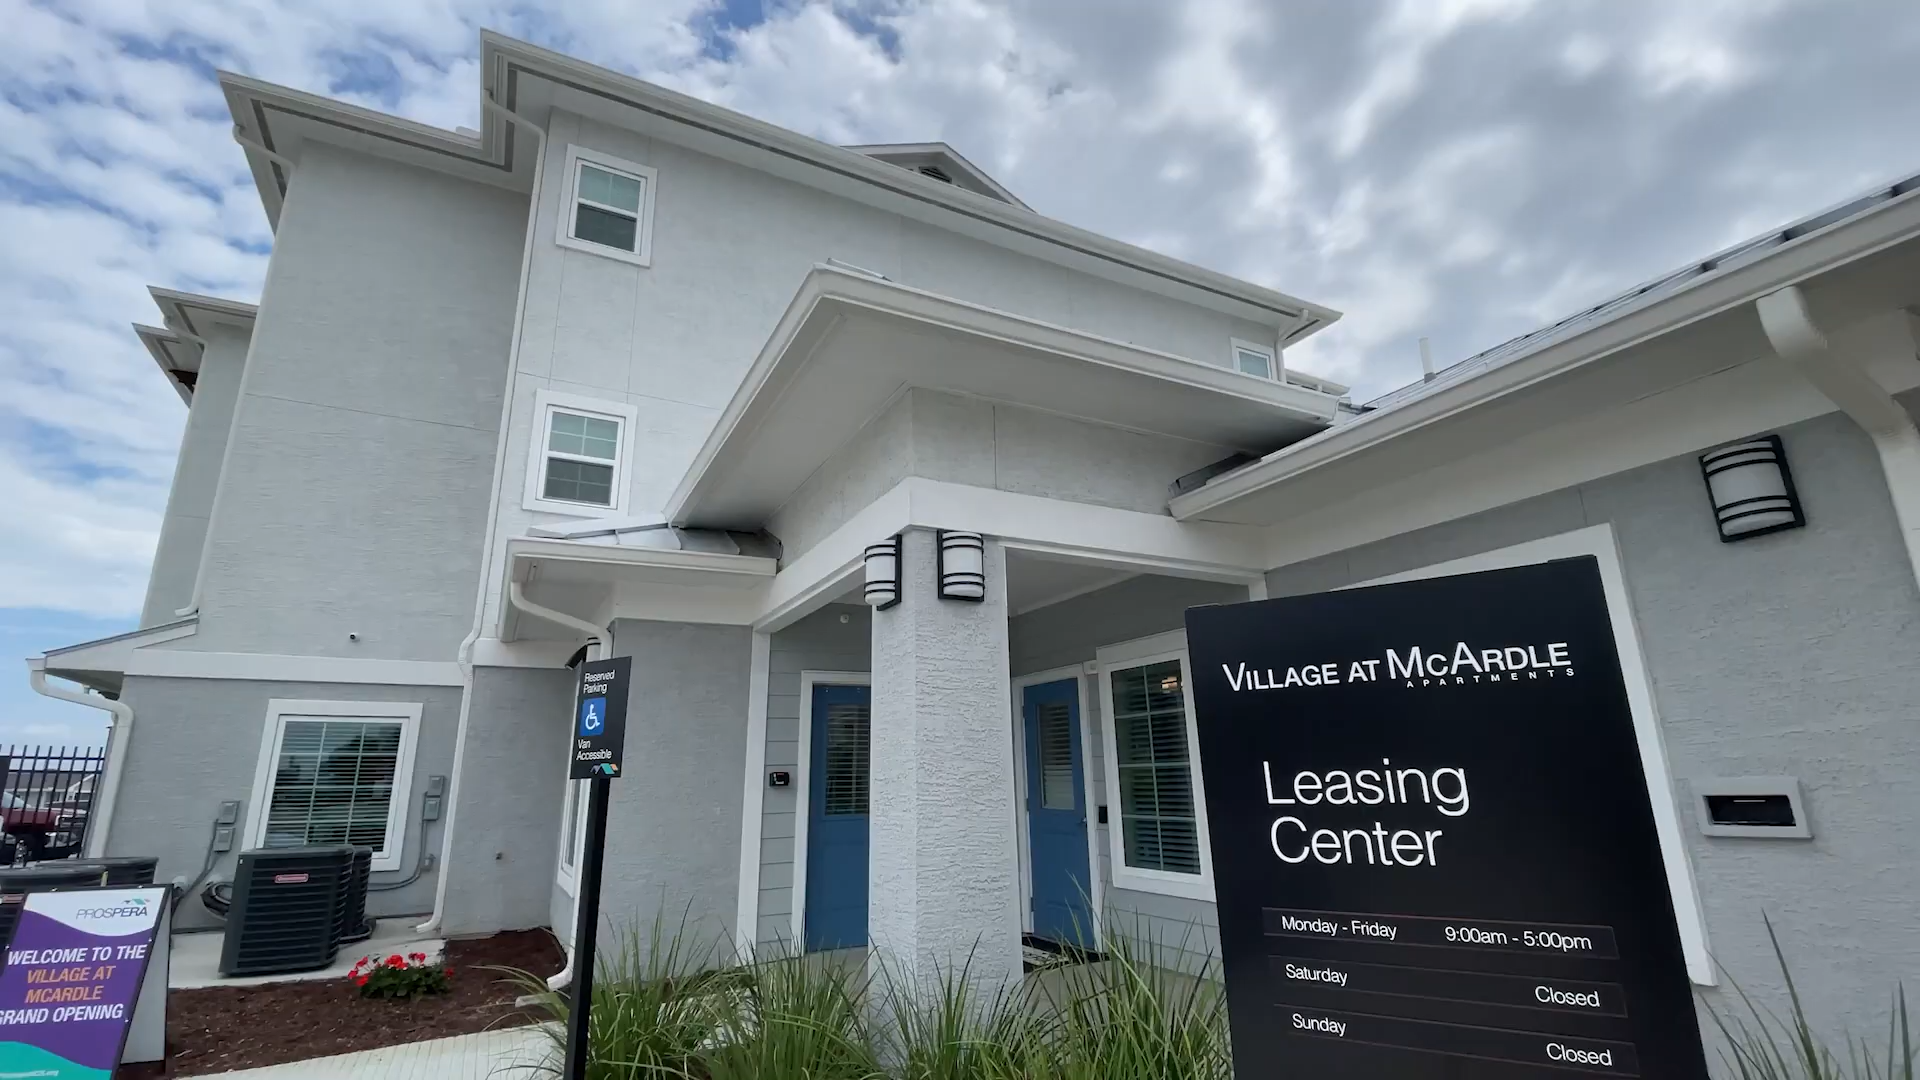 VILLAGE AT MCARDLE
APARTMENTS
Leasing
Center
Monday - Friday 9:00am - 5:00pm
Saturday Closed
Sunday Closed
Reserved
Parking
Van
Accessible
PROSPERA
WELCOME TO THE
VILLAGE AT
MCARDLE
GRAND OPENING